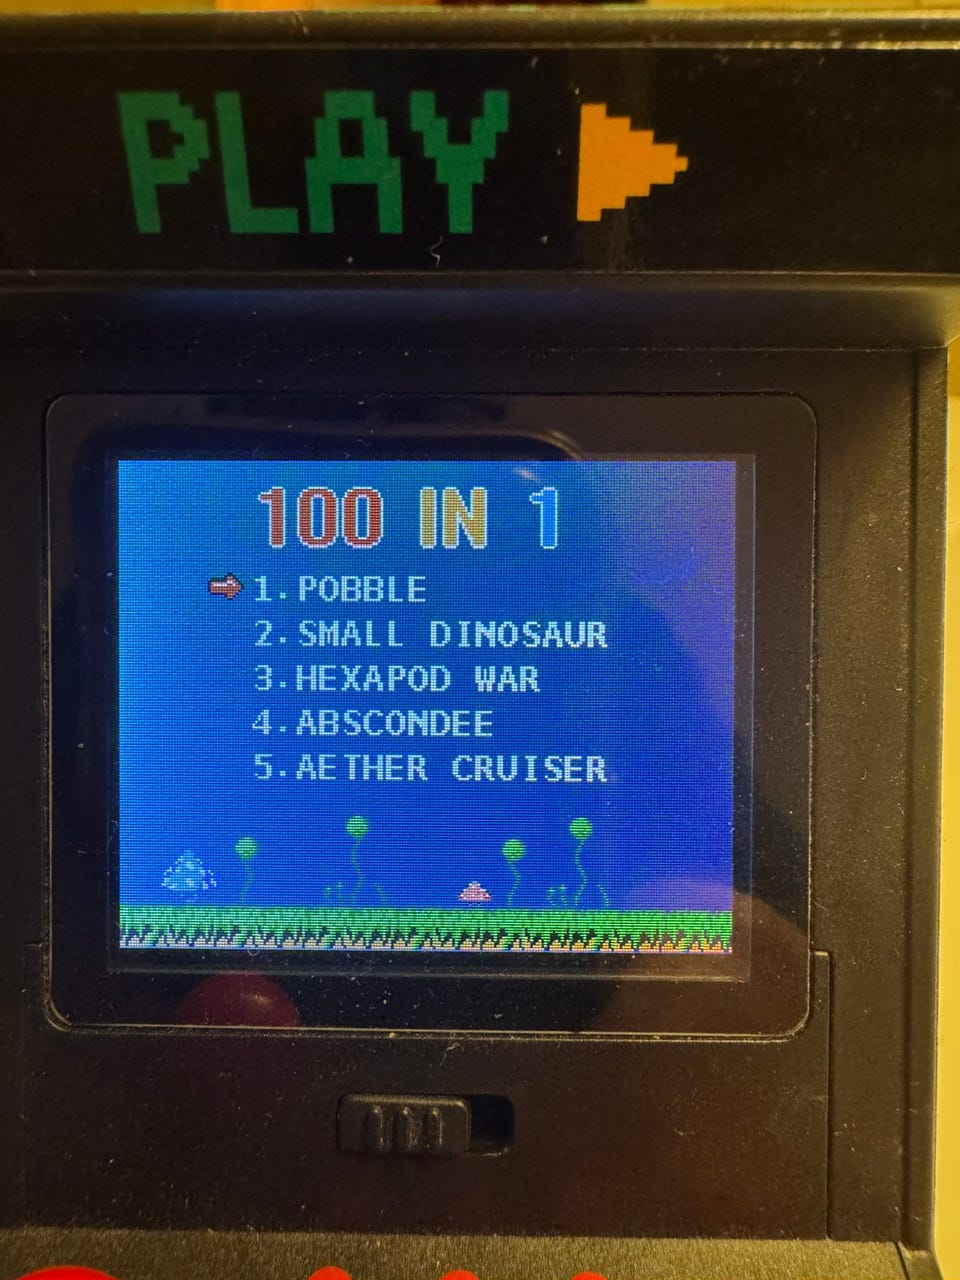 PLAY
100 IN 1
1.POBBLE
2.SMALL DINOSAUR
3.HEXAPOD WAR
4.ABSCONDEE
5.AETHER CRUISER